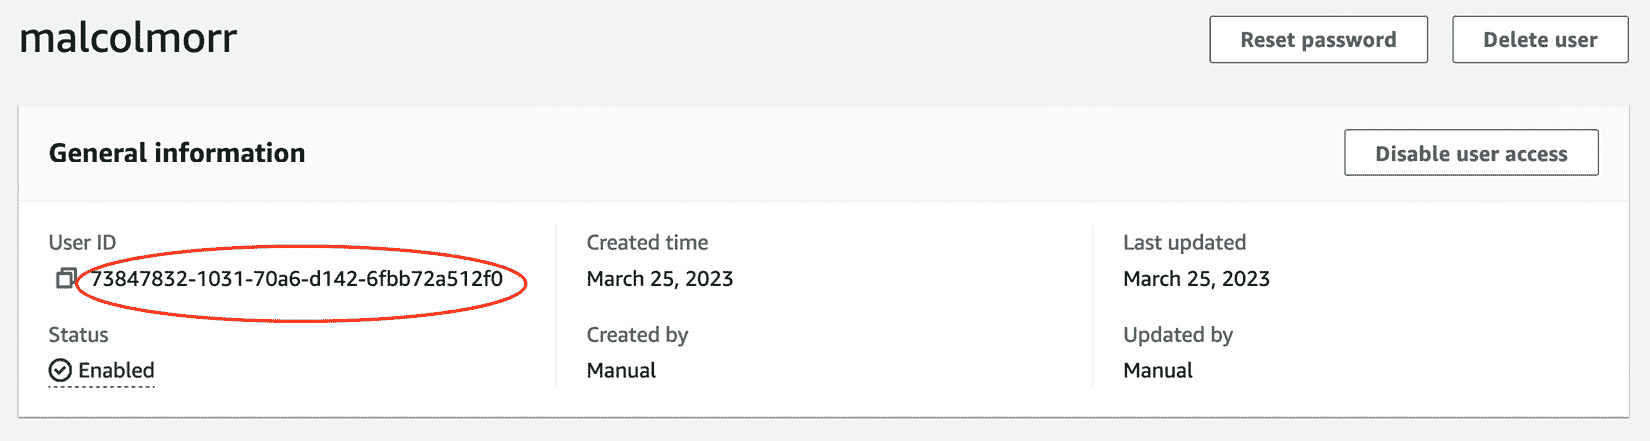 malcolmorr
Reset password
Delete user
General information
Disable user access
User ID
73847832-1031-70a6-d142-6fbb72a512f0
Created time
March 25, 2023
Last updated
March 25, 2023
Status
Enabled
Created by
Manual
Updated by
Manual